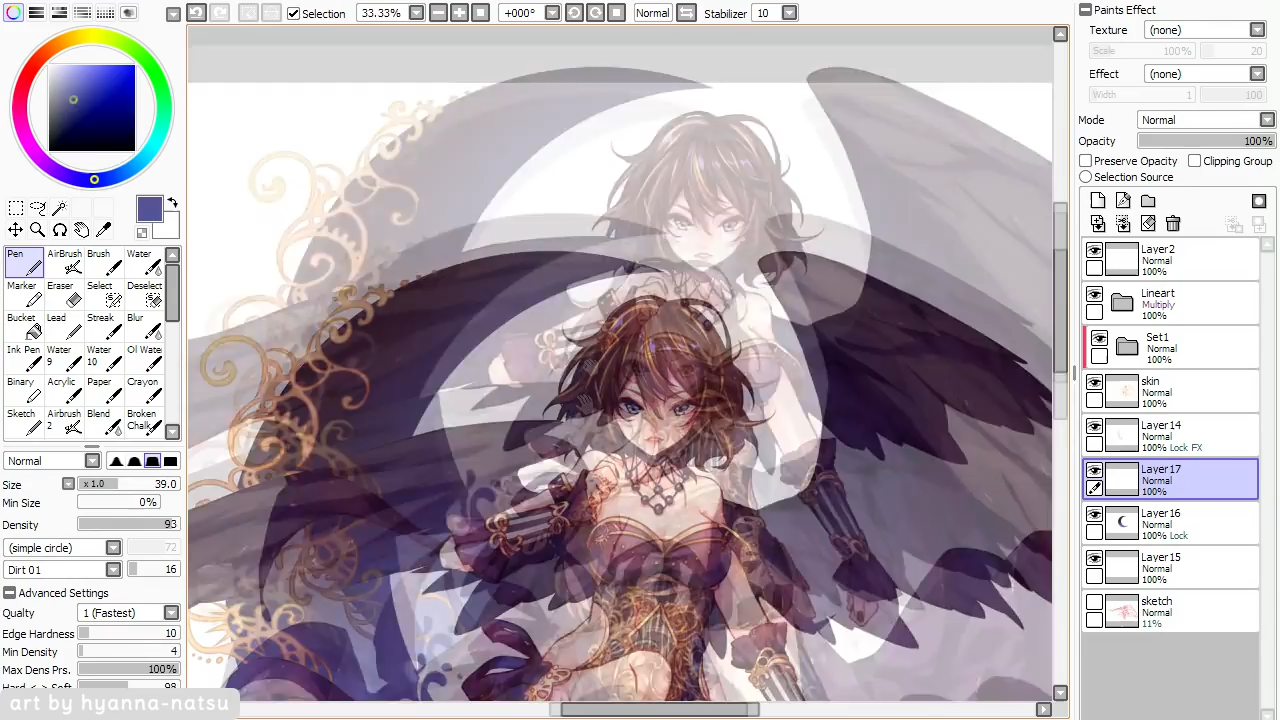 Selection 33.33% +000° Normal Stabilizer 10
Pen AirBrush Brush Water
Marker Eraser Select Deselect
Bucket Lead Streak Blur
Ink Pen Water 9 Water 10 Oil Water
Binary Acrylic Paper Crayon
Sketch Airbrush 2 Blend Broken Chalk
Normal
Size x 1.0 39.0
Min Size 0%
Density 93
(simple circle) 72
Dirt 01 16
Advanced Settings
Qualty 1 (Fastest)
Edge Hardness 10
Min Density 4
Max Dens Prs. 100%
art by hyanna-natsu
Paints Effect
Texture (none)
Scale 100% 20
Effect (none)
Width 1 100
Mode Normal
Opacity 100%
Preserve Opacity Clipping Group
Selection Source
Layer2
Normal
100%
Lineart
Multiply
100%
Set1
Normal
100%
skin
Normal
100%
Layer14
Normal
100% Lock FX
Layer17
Normal
100%
Layer16
Normal
100% Lock
Layer15
Normal
100%
sketch
Normal
11%